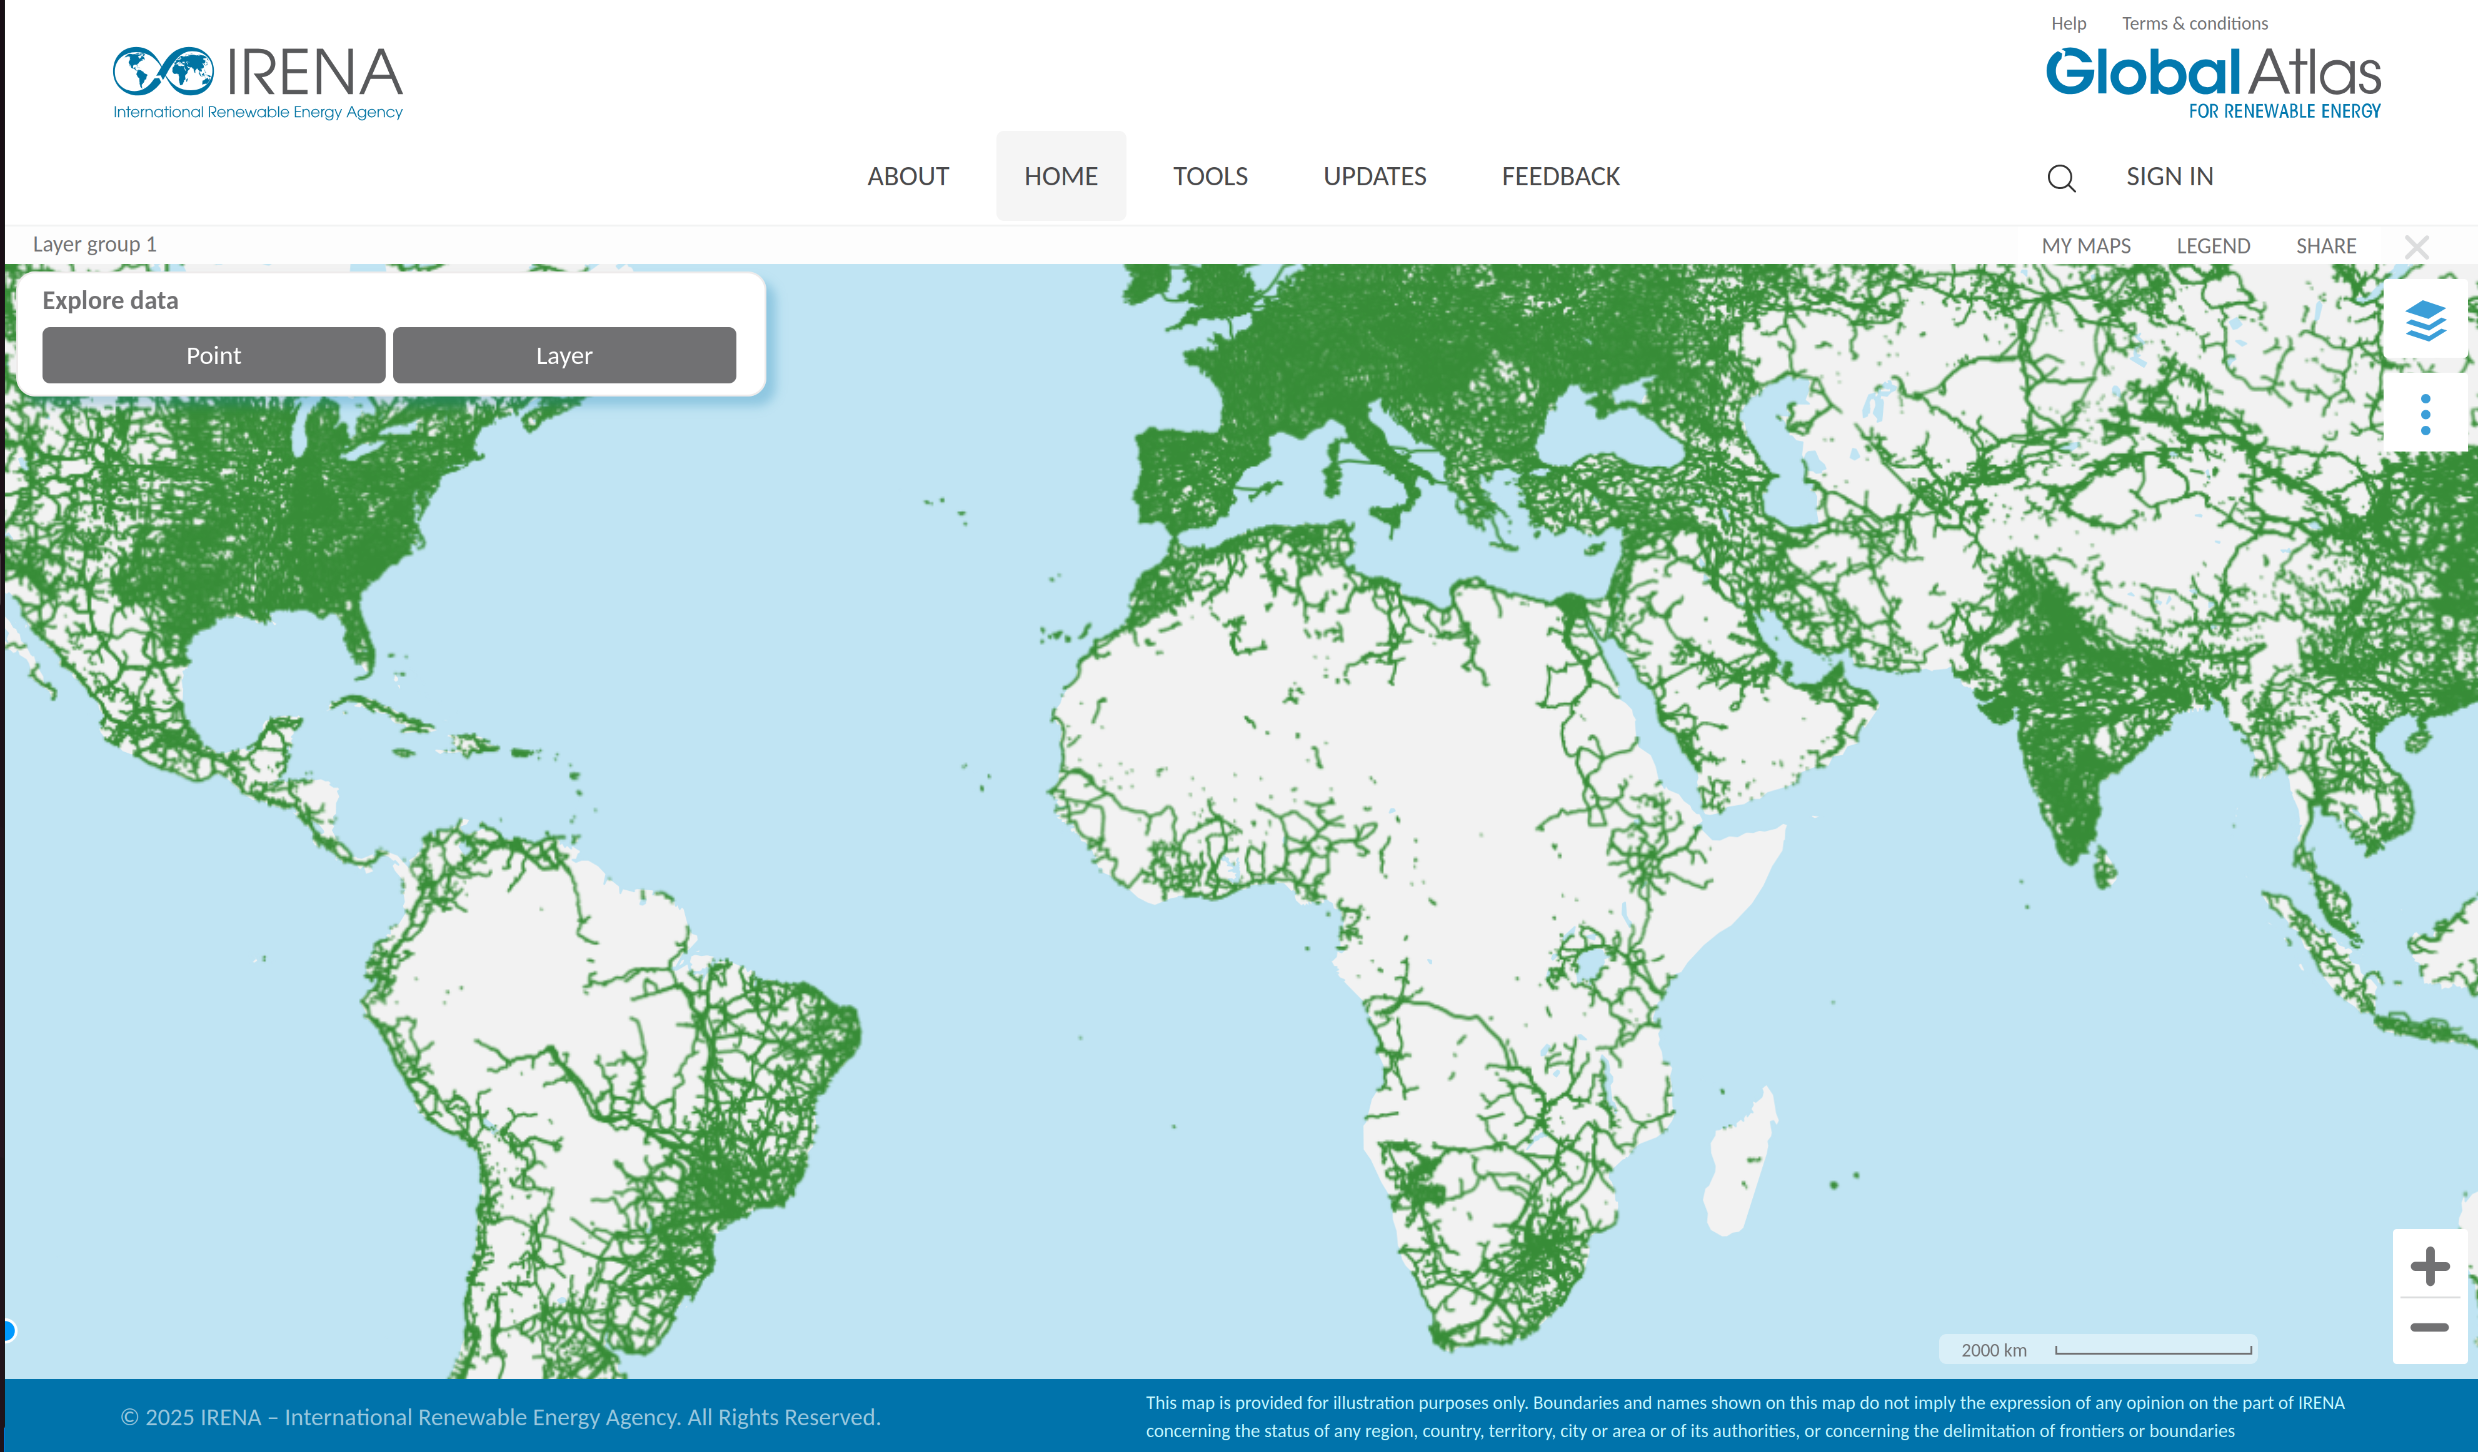 Help Terms & conditions
IRENA
International Renewable Energy Agency
Global Atlas
FOR RENEWABLE ENERGY
ABOUT HOME TOOLS UPDATES FEEDBACK SIGN IN
Layer group 1 MY MAPS LEGEND SHARE
Explore data
Point Layer
2000 km
© 2025 IRENA – International Renewable Energy Agency. All Rights Reserved.
This map is provided for illustration purposes only. Boundaries and names shown on this map do not imply the expression of any opinion on the part of IRENA
concerning the status of any region, country, territory, city or area or of its authorities, or concerning the delimitation of frontiers or boundaries